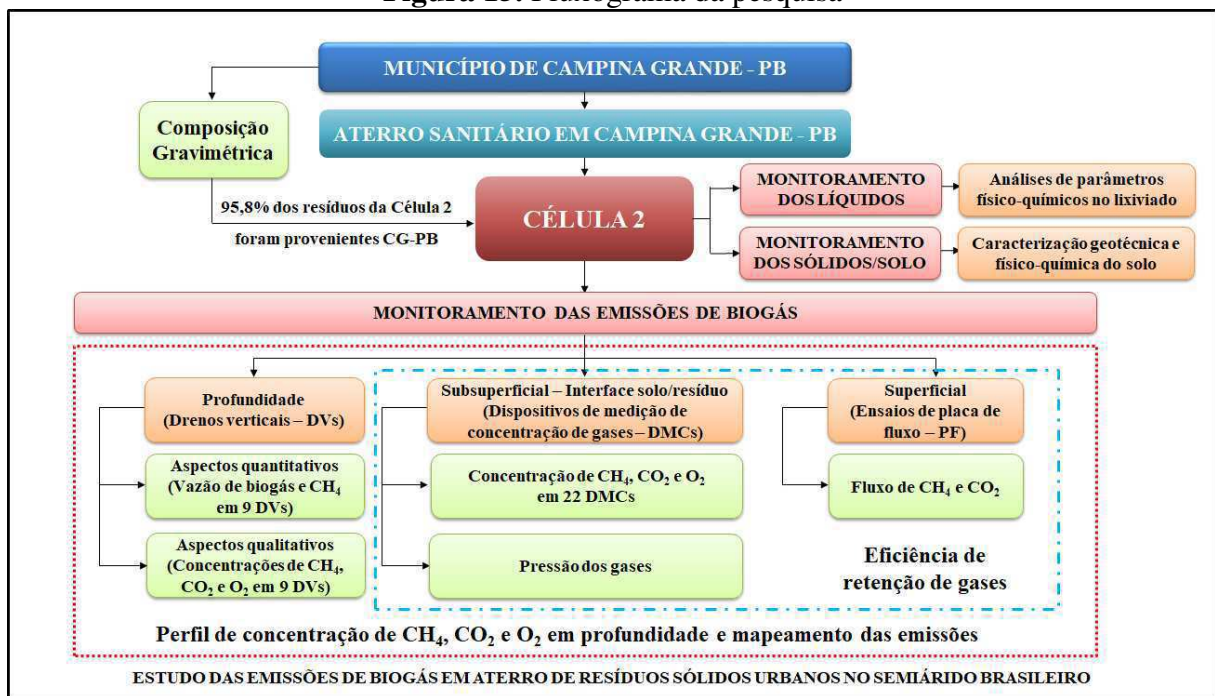 Figura 15. Fluxograma da pesquisa
MUNICÍPIO DE CAMPINA GRANDE - PB
Composição
Gravimétrica
ATERRO SANITÁRIO EM CAMPINA GRANDE - PB
95,8% dos resíduos da Célula 2
foram provenientes CG-PB
CÉLULA 2
MONITORAMENTO
DOS LÍQUIDOS
Análises de parâmetros
físico-químicos no lixiviado
MONITORAMENTO
DOS SÓLIDOS/SOLO
Caracterização geotécnica e
físico-química do solo
MONITORAMENTO DAS EMISSÕES DE BIOGÁS
Profundidade
(Drenos verticais – DVs)
Aspectos quantitativos
(Vazão de biogás e CH₄
em 9 DVs)
Aspectos qualitativos
(Concentrações de CH₄,
CO₂ e O₂ em 9 DVs)
Subsuperficial – Interface solo/resíduo
(Dispositivos de medição de
concentração de gases – DMCs)
Concentração de CH₄, CO₂ e O₂
em 22 DMCs
Pressão dos gases
Superficial
(Ensaios de placa de
fluxo – PF)
Fluxo de CH₄ e CO₂
Eficiência de
retenção de gases
Perfil de concentração de CH₄, CO₂ e O₂ em profundidade e mapeamento das emissões
ESTUDO DAS EMISSÕES DE BIOGÁS EM ATERRO DE RESÍDUOS SÓLIDOS URBANOS NO SEMIÁRIDO BRASILEIRO